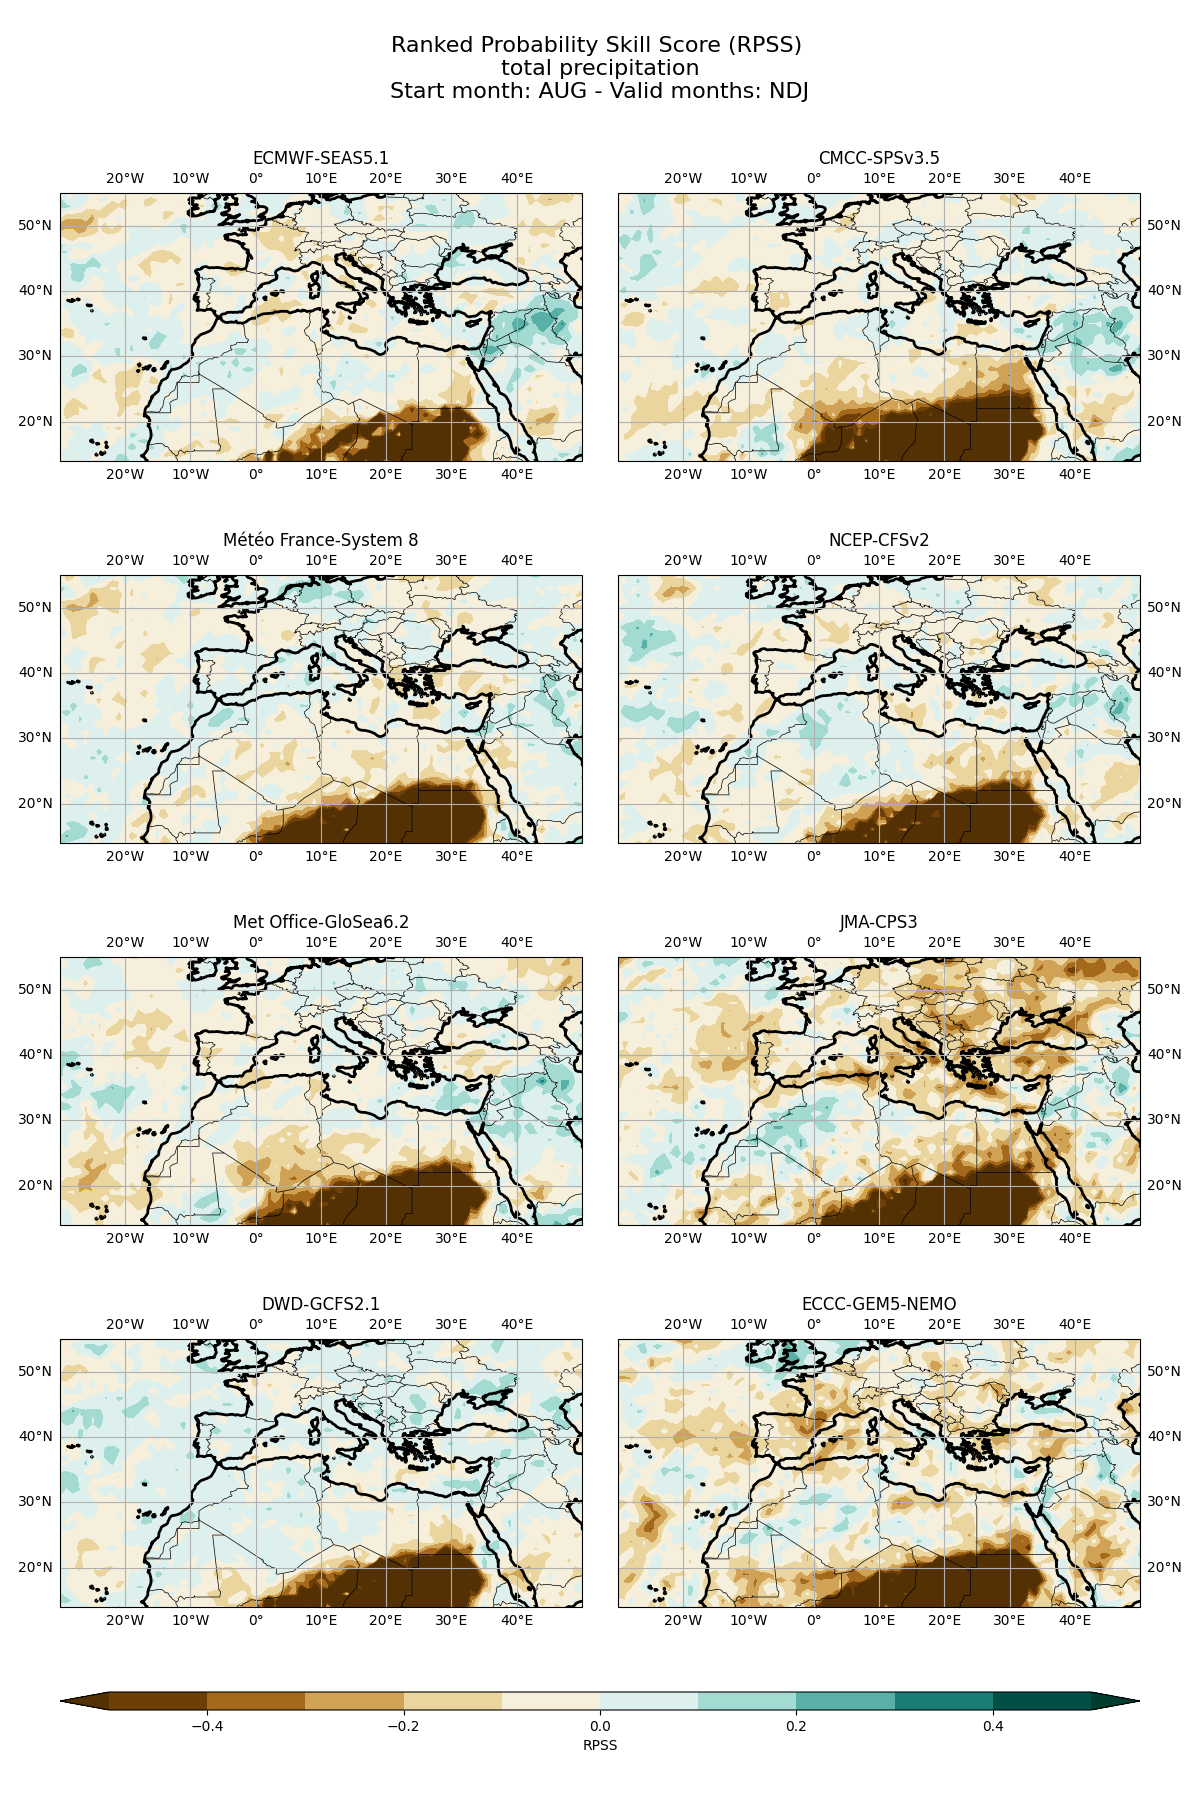 Ranked Probability Skill Score (RPSS)
total precipitation
Start month: AUG - Valid months: NDJ
ECMWF-SEAS5.1
20°W 10°W 0° 10°E 20°E 30°E 40°E
50°N
40°N
30°N
20°N
20°W 10°W 0° 10°E 20°E 30°E 40°E
CMCC-SPSv3.5
20°W 10°W 0° 10°E 20°E 30°E 40°E
50°N
40°N
30°N
20°N
20°W 10°W 0° 10°E 20°E 30°E 40°E
Météo France-System 8
20°W 10°W 0° 10°E 20°E 30°E 40°E
50°N
40°N
30°N
20°N
20°W 10°W 0° 10°E 20°E 30°E 40°E
NCEP-CFSv2
20°W 10°W 0° 10°E 20°E 30°E 40°E
50°N
40°N
30°N
20°N
20°W 10°W 0° 10°E 20°E 30°E 40°E
Met Office-GloSea6.2
20°W 10°W 0° 10°E 20°E 30°E 40°E
50°N
40°N
30°N
20°N
20°W 10°W 0° 10°E 20°E 30°E 40°E
JMA-CPS3
20°W 10°W 0° 10°E 20°E 30°E 40°E
50°N
40°N
30°N
20°N
20°W 10°W 0° 10°E 20°E 30°E 40°E
DWD-GCFS2.1
20°W 10°W 0° 10°E 20°E 30°E 40°E
50°N
40°N
30°N
20°N
20°W 10°W 0° 10°E 20°E 30°E 40°E
ECCC-GEM5-NEMO
20°W 10°W 0° 10°E 20°E 30°E 40°E
50°N
40°N
30°N
20°N
20°W 10°W 0° 10°E 20°E 30°E 40°E
−0.4 −0.2 0.0 0.2 0.4
RPSS